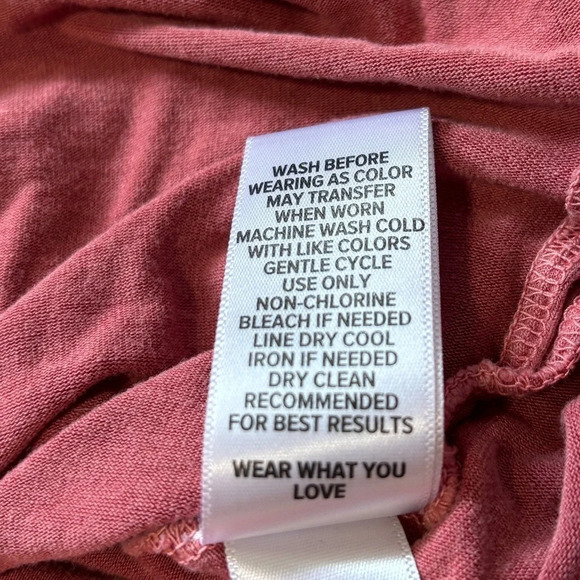 WASH BEFORE
WEARING AS COLOR
MAY TRANSFER
WHEN WORN
MACHINE WASH COLD
WITH LIKE COLORS
GENTLE CYCLE
USE ONLY
NON-CHLORINE
BLEACH IF NEEDED
LINE DRY COOL
IRON IF NEEDED
DRY CLEAN
RECOMMENDED
FOR BEST RESULTS
WEAR WHAT YOU
LOVE